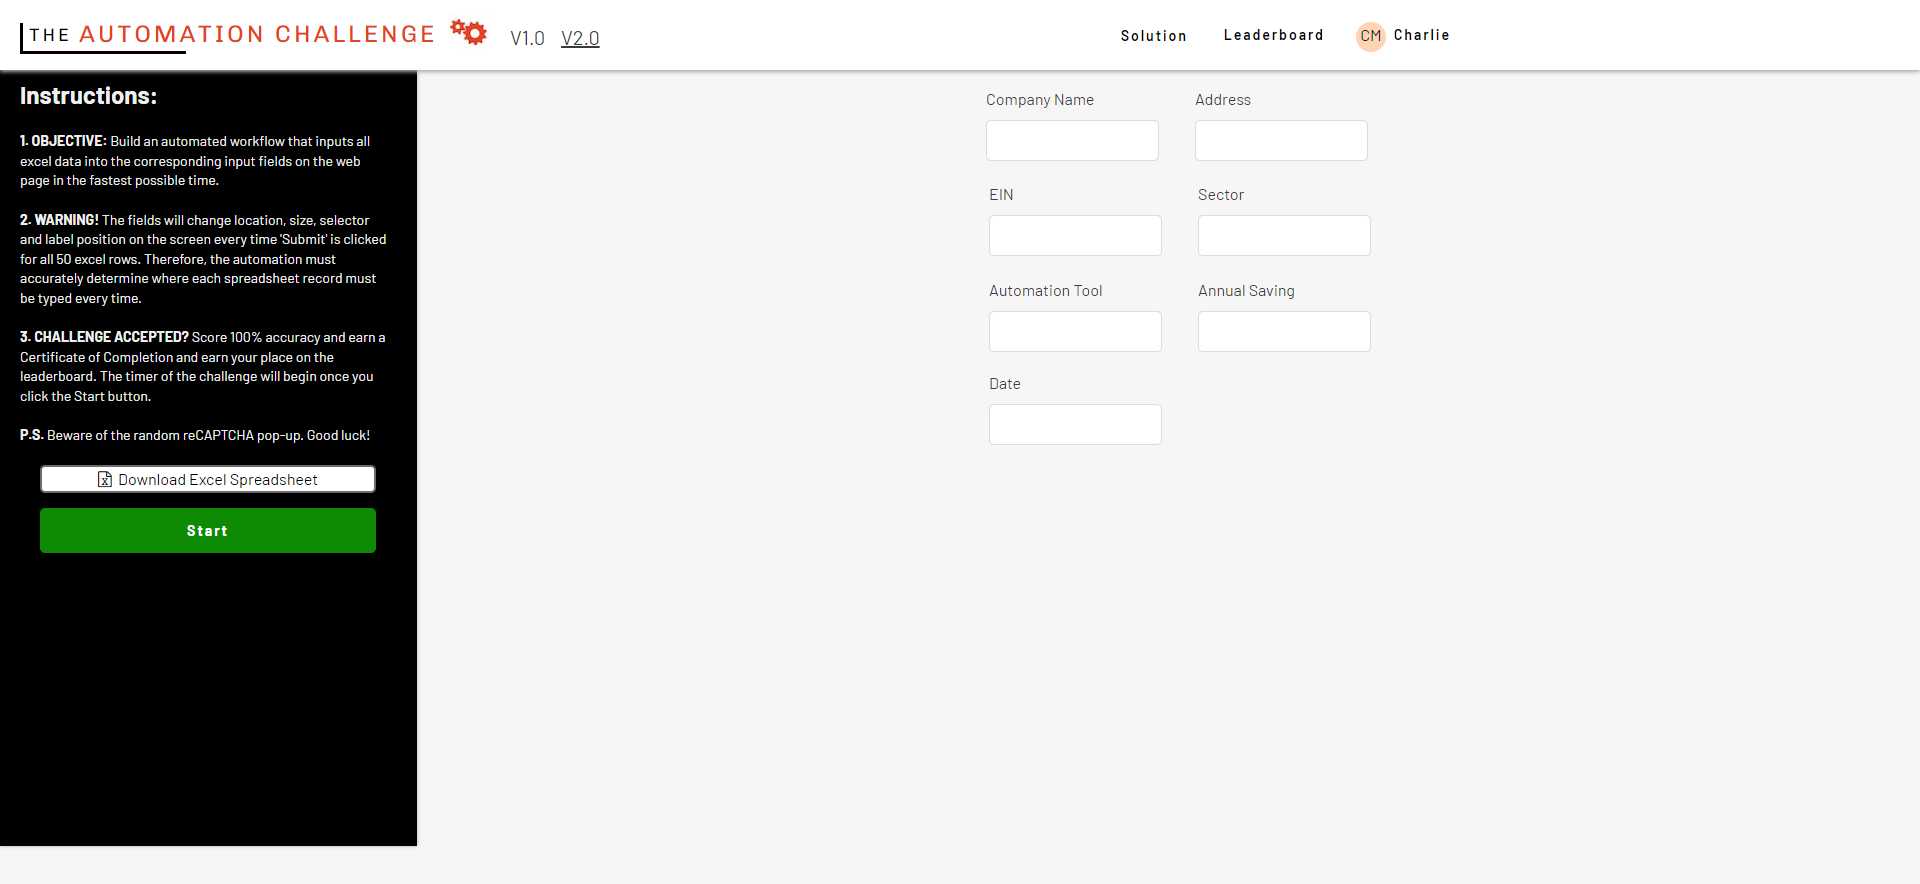 THE AUTOMATION CHALLENGE V1.0 V2.0 Solution Leaderboard CM Charlie
Instructions:
1. OBJECTIVE: Build an automated workflow that inputs all
excel data into the corresponding input fields on the web
page in the fastest possible time.
2. WARNING! The fields will change location, size, selector
and label position on the screen every time 'Submit' is clicked
for all 50 excel rows. Therefore, the automation must
accurately determine where each spreadsheet record must
be typed every time.
3. CHALLENGE ACCEPTED? Score 100% accuracy and earn a
Certificate of Completion and earn your place on the
leaderboard. The timer of the challenge will begin once you
click the Start button.
P.S. Beware of the random reCAPTCHA pop-up. Good luck!
Download Excel Spreadsheet
Start
Company Name Address
EIN Sector
Automation Tool Annual Saving
Date